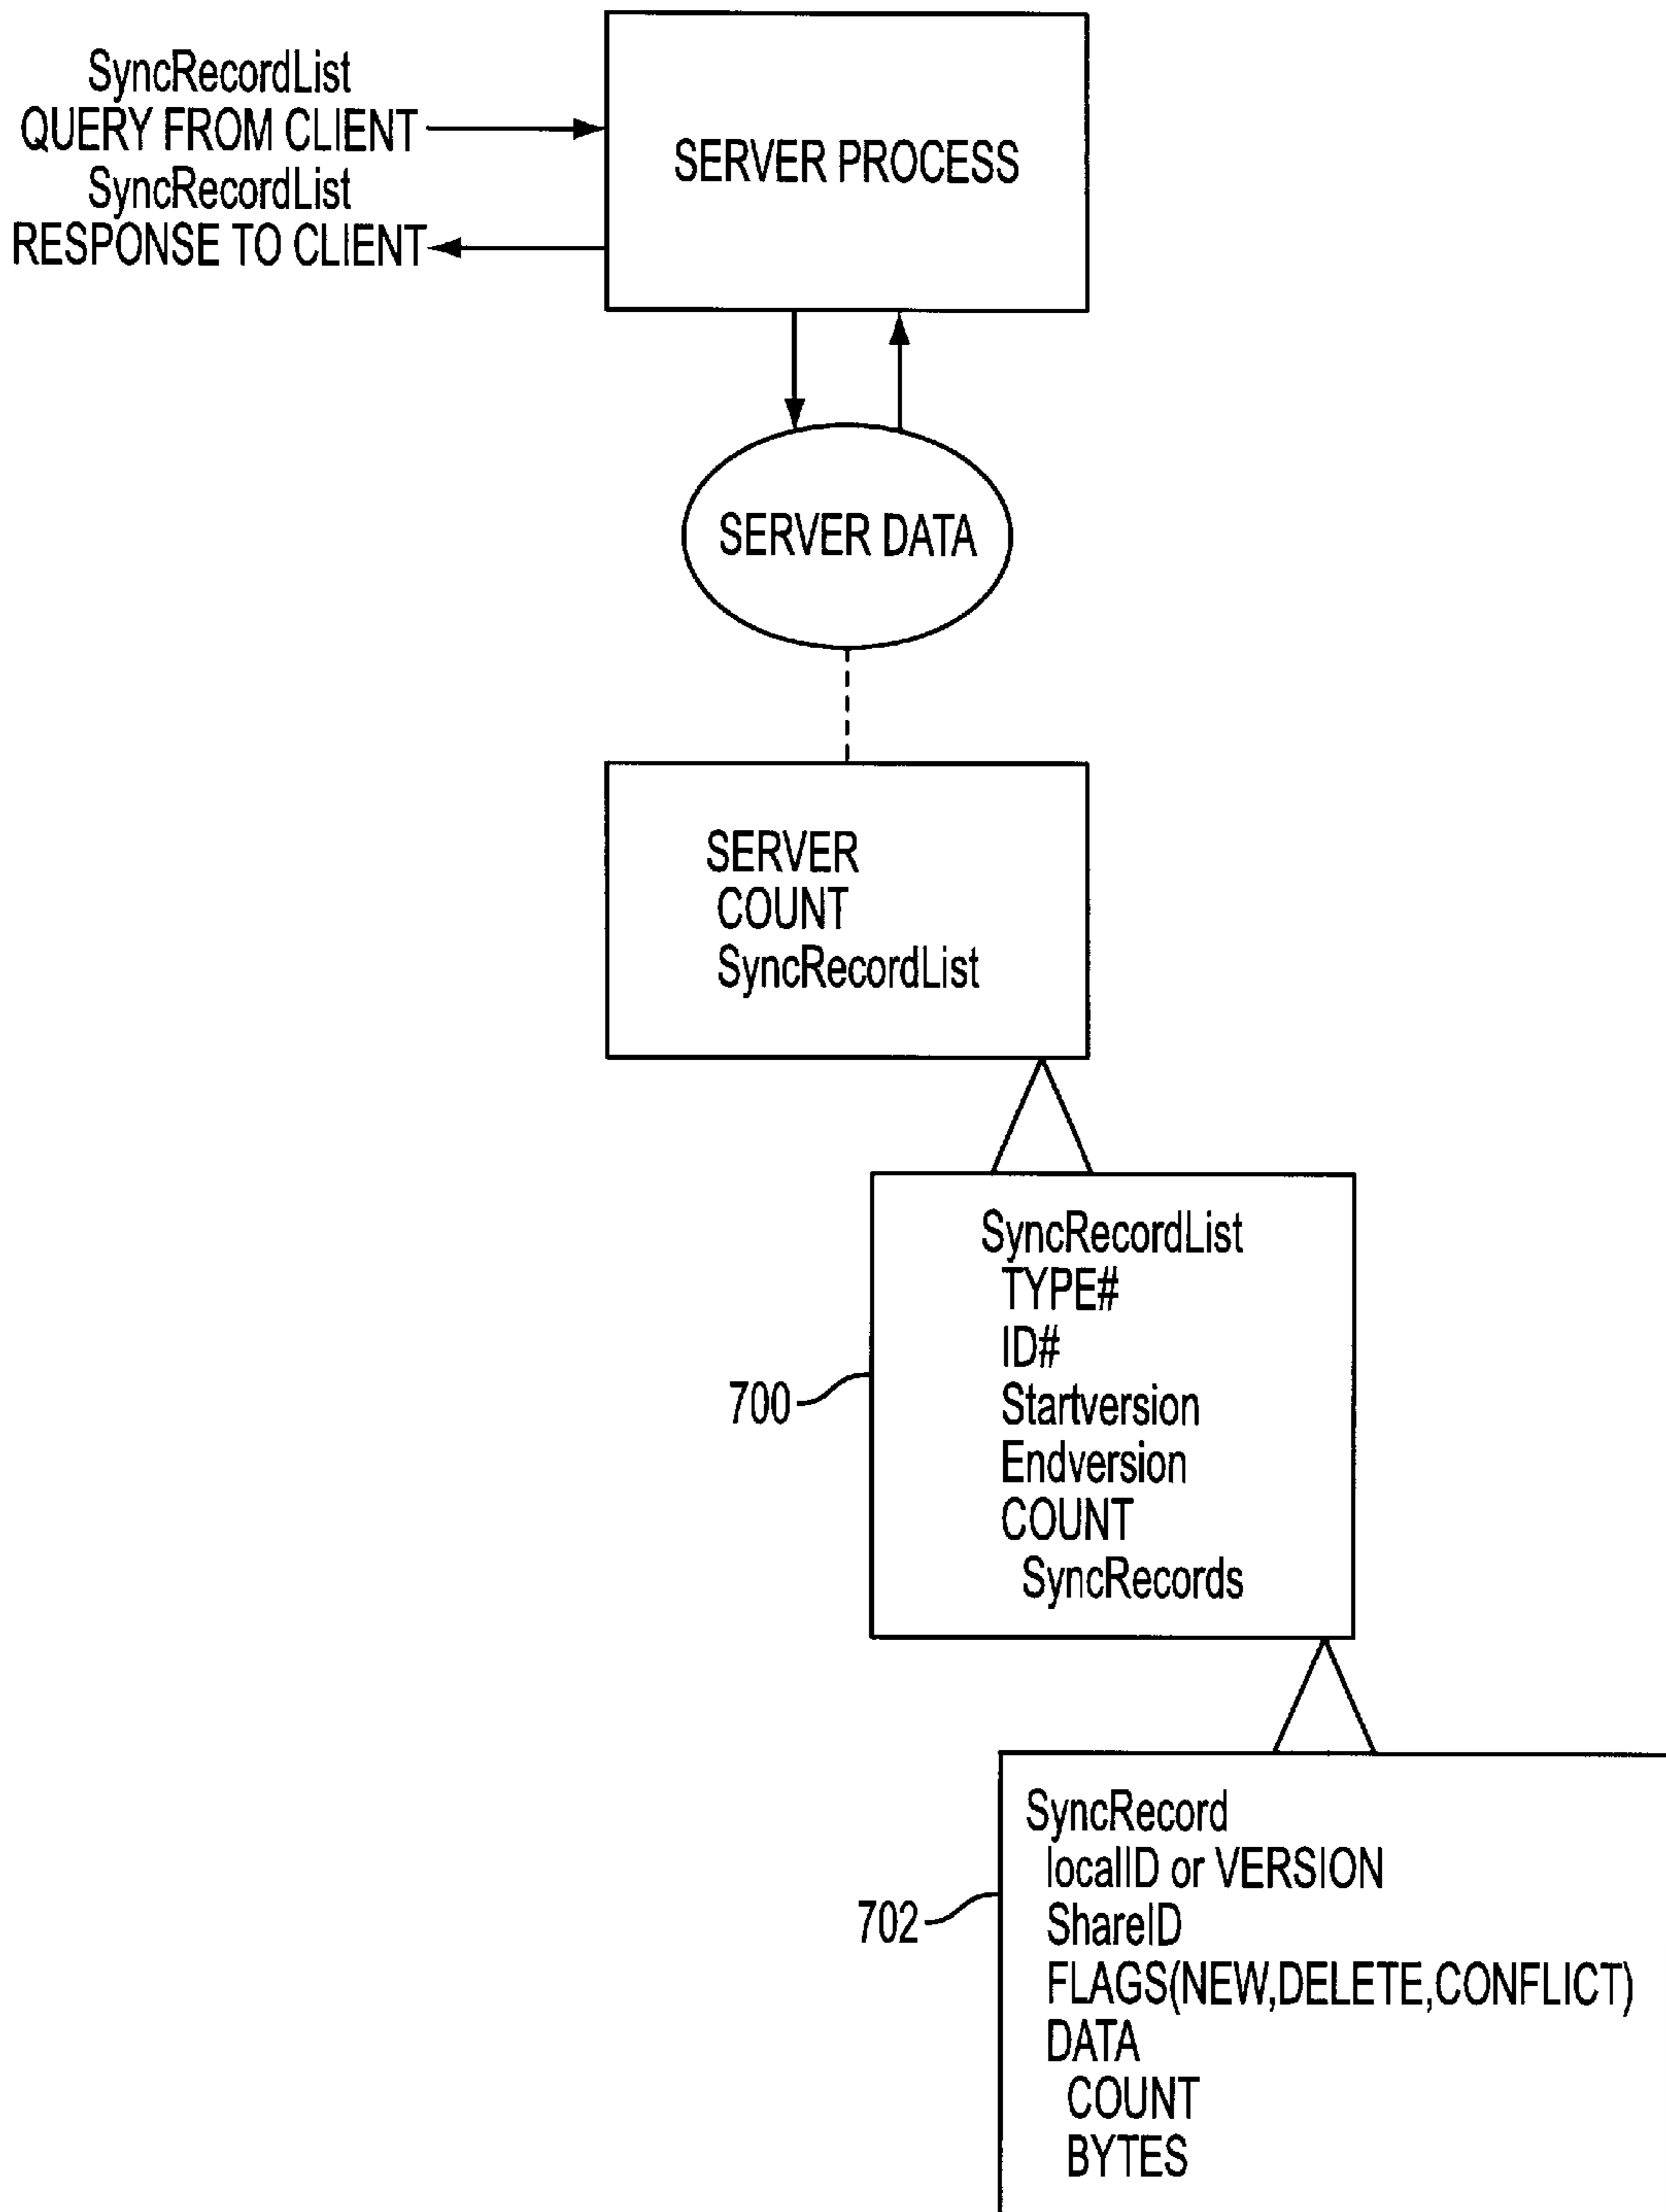 SyncRecordList
QUERY FROM CLIENT
SyncRecordList
RESPONSE TO CLIENT
SERVER PROCESS
SERVER DATA
SERVER
COUNT
SyncRecordList
SyncRecordList
TYPE#
ID#
Startversion
Endversion
COUNT
SyncRecords
700
SyncRecord
localID or VERSION
ShareID
FLAGS(NEW,DELETE,CONFLICT)
DATA
COUNT
BYTES
702